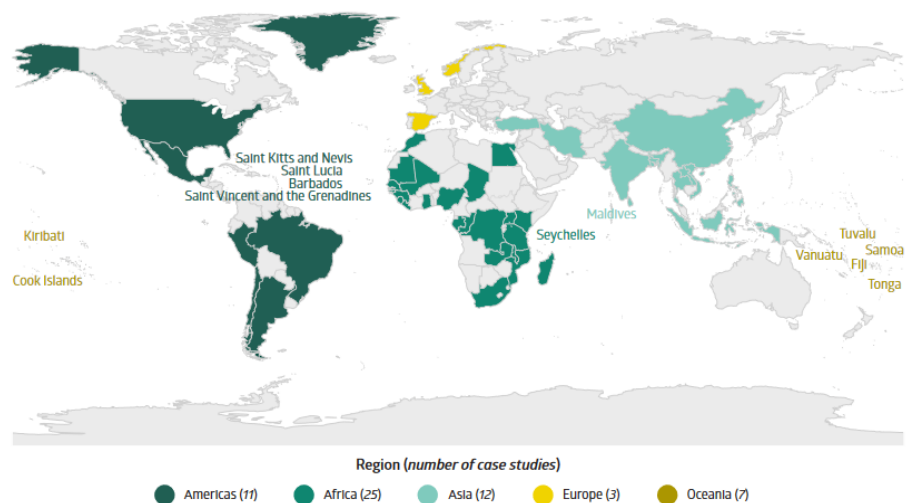 Saint Kitts and Nevis
Saint Lucia
Barbados
Saint Vincent and the Grenadines
Maldives
Seychelles
Kiribati
Cook Islands
Tuvalu
Samoa
Vanuatu
Fiji
Tonga
Region (number of case studies)
Americas (11) Africa (25) Asia (12) Europe (3) Oceania (7)